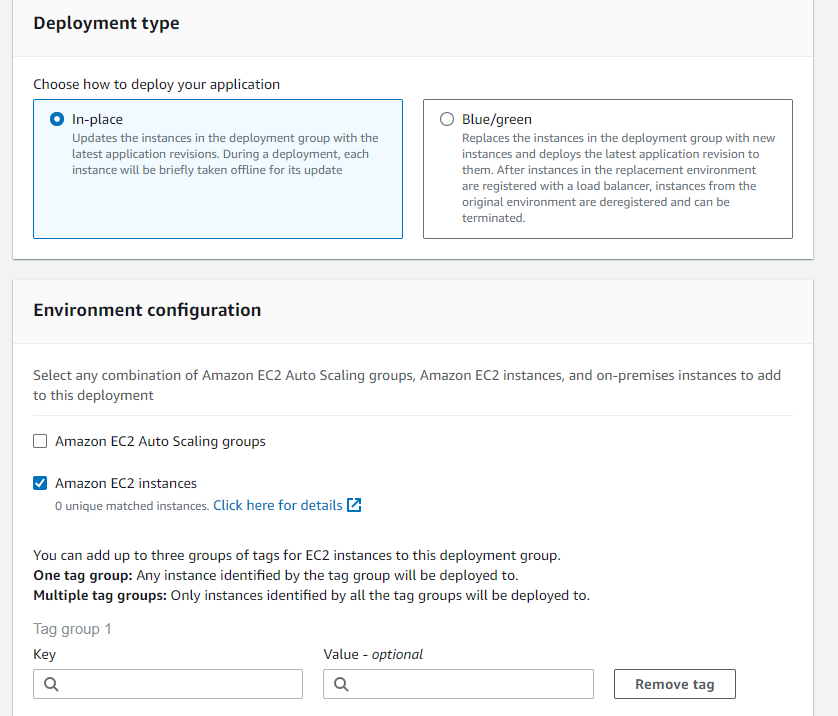 Deployment type
Choose how to deploy your application
In-place
Updates the instances in the deployment group with the
latest application revisions. During a deployment, each
instance will be briefly taken offline for its update
Blue/green
Replaces the instances in the deployment group with new
instances and deploys the latest application revision to
them. After instances in the replacement environment
are registered with a load balancer, instances from the
original environment are deregistered and can be
terminated.
Environment configuration
Select any combination of Amazon EC2 Auto Scaling groups, Amazon EC2 instances, and on-premises instances to add
to this deployment
Amazon EC2 Auto Scaling groups
Amazon EC2 instances
0 unique matched instances. Click here for details
You can add up to three groups of tags for EC2 instances to this deployment group.
One tag group: Any instance identified by the tag group will be deployed to.
Multiple tag groups: Only instances identified by all the tag groups will be deployed to.
Tag group 1
Key
Value - optional
Remove tag